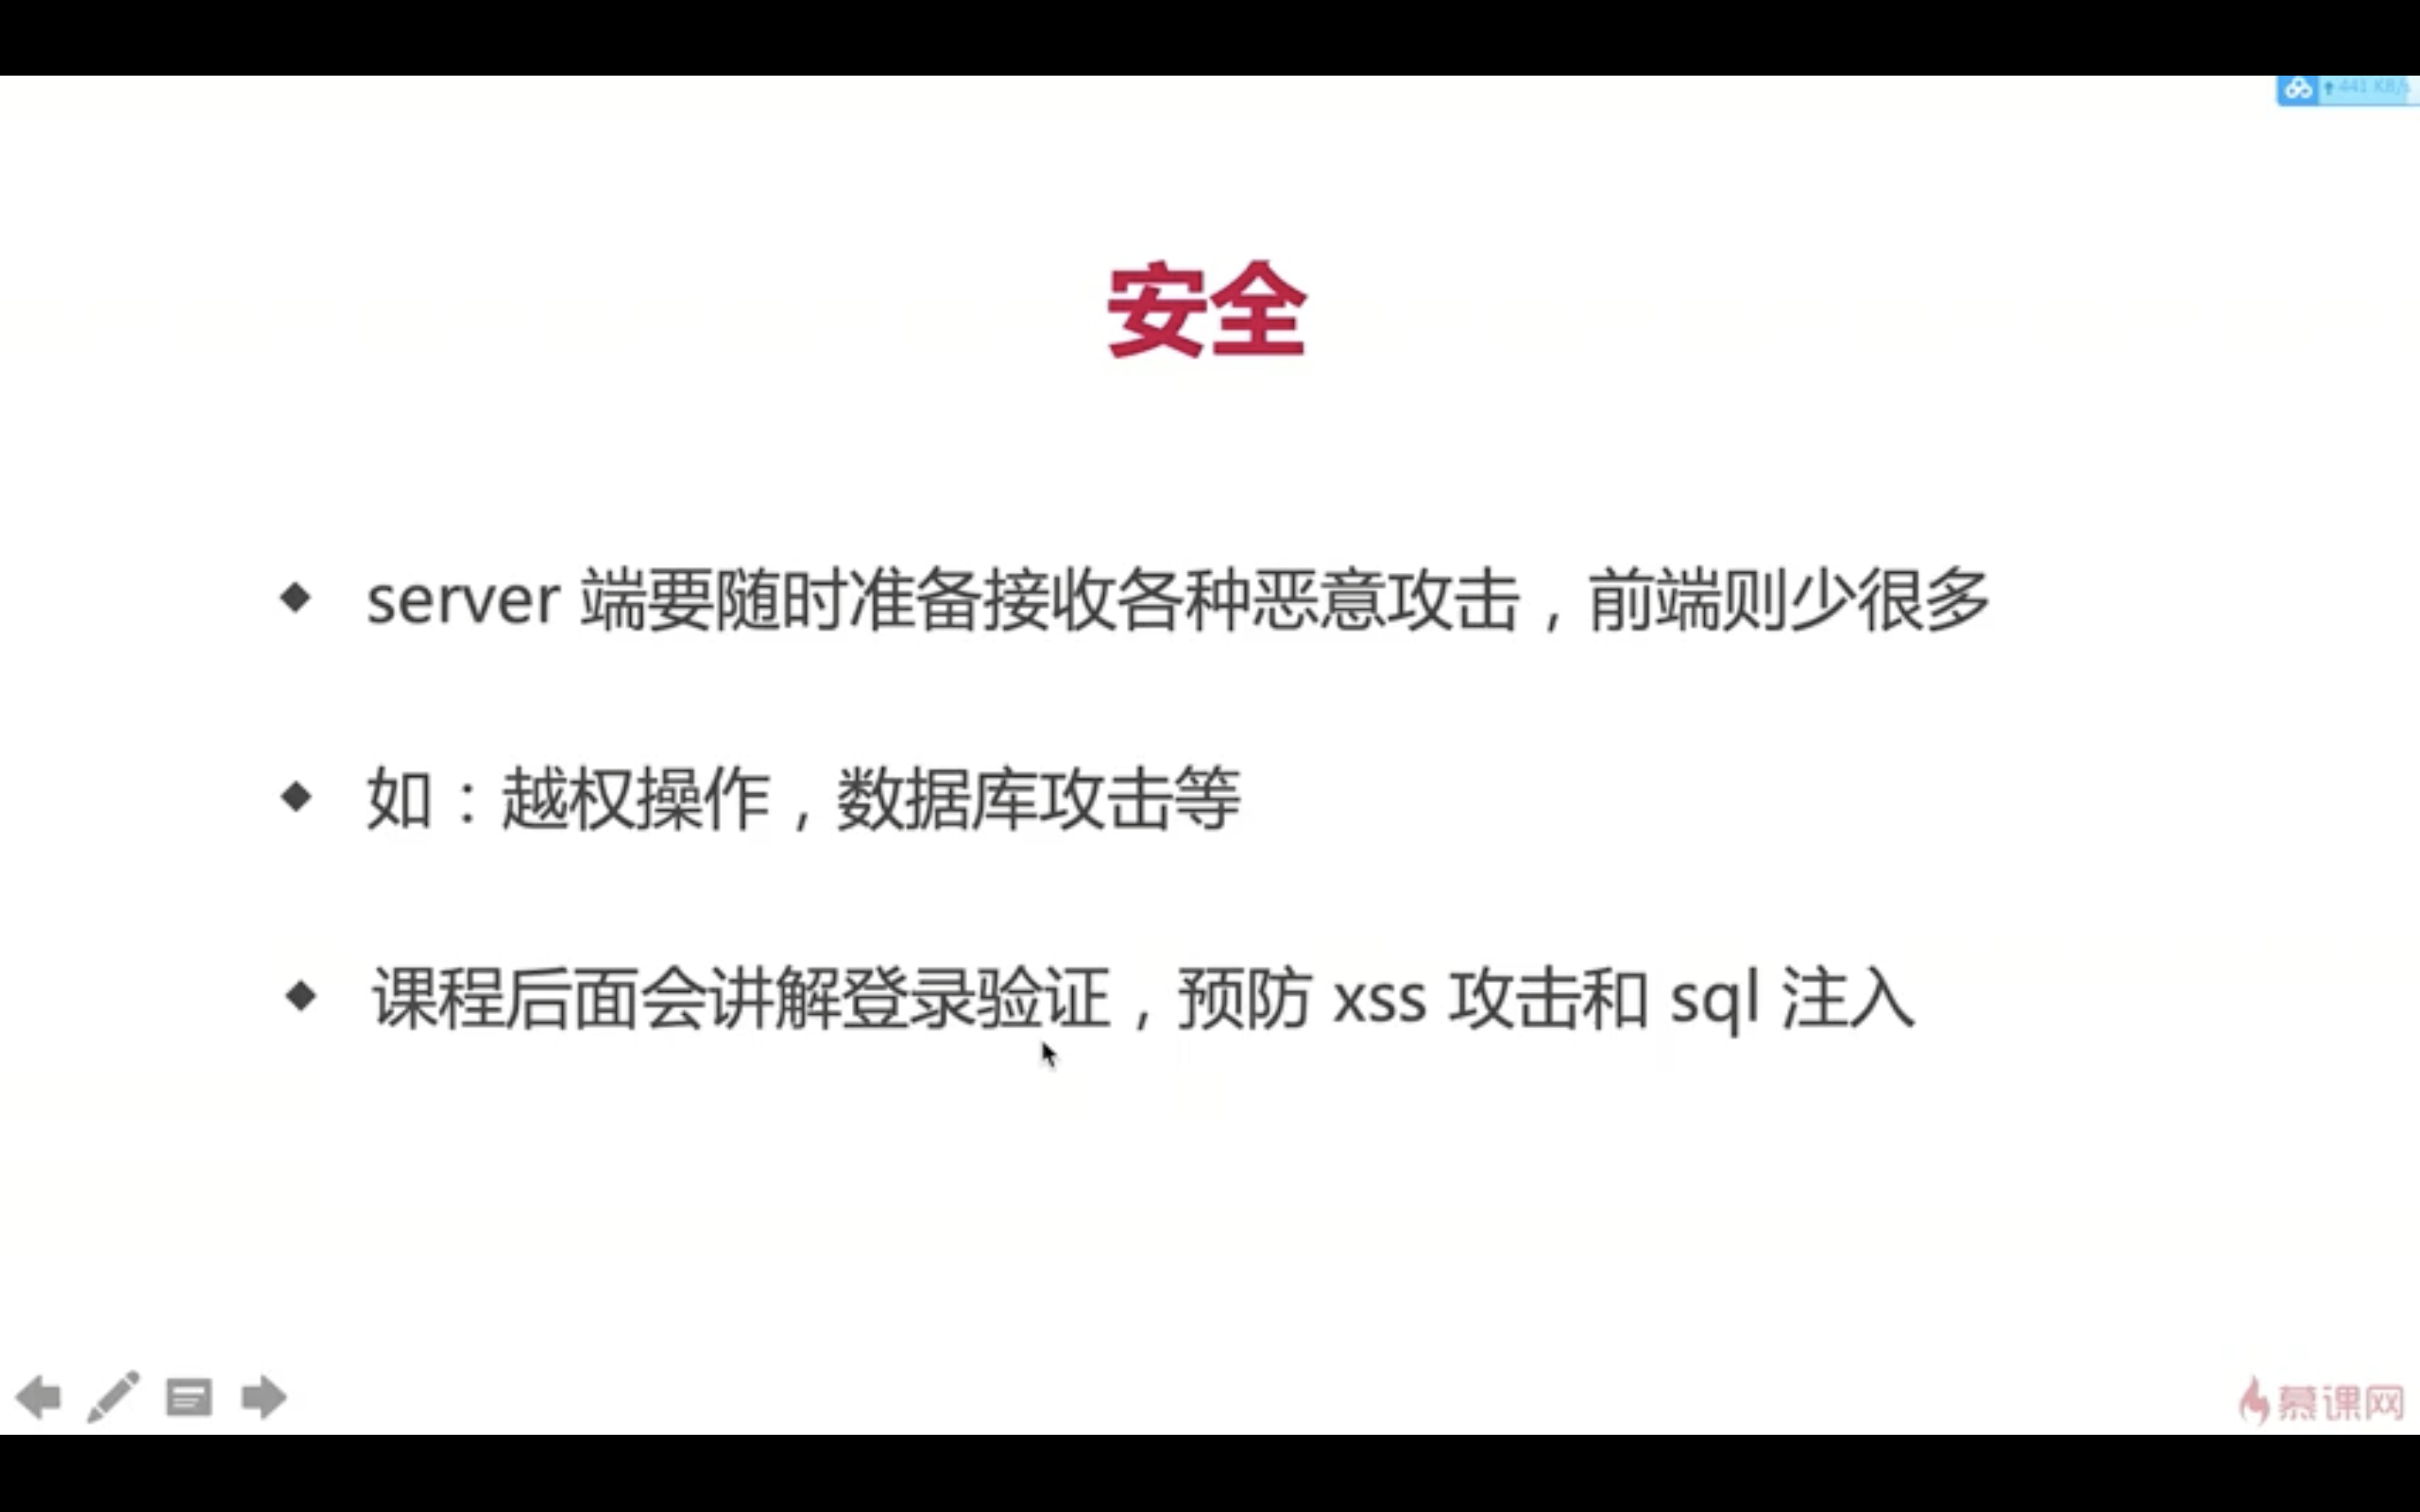 441 KB/s
安全
◆ server 端要随时准备接收各种恶意攻击，前端则少很多
◆ 如：越权操作，数据库攻击等
◆ 课程后面会讲解登录验证，预防 xss 攻击和 sql 注入
慕课网